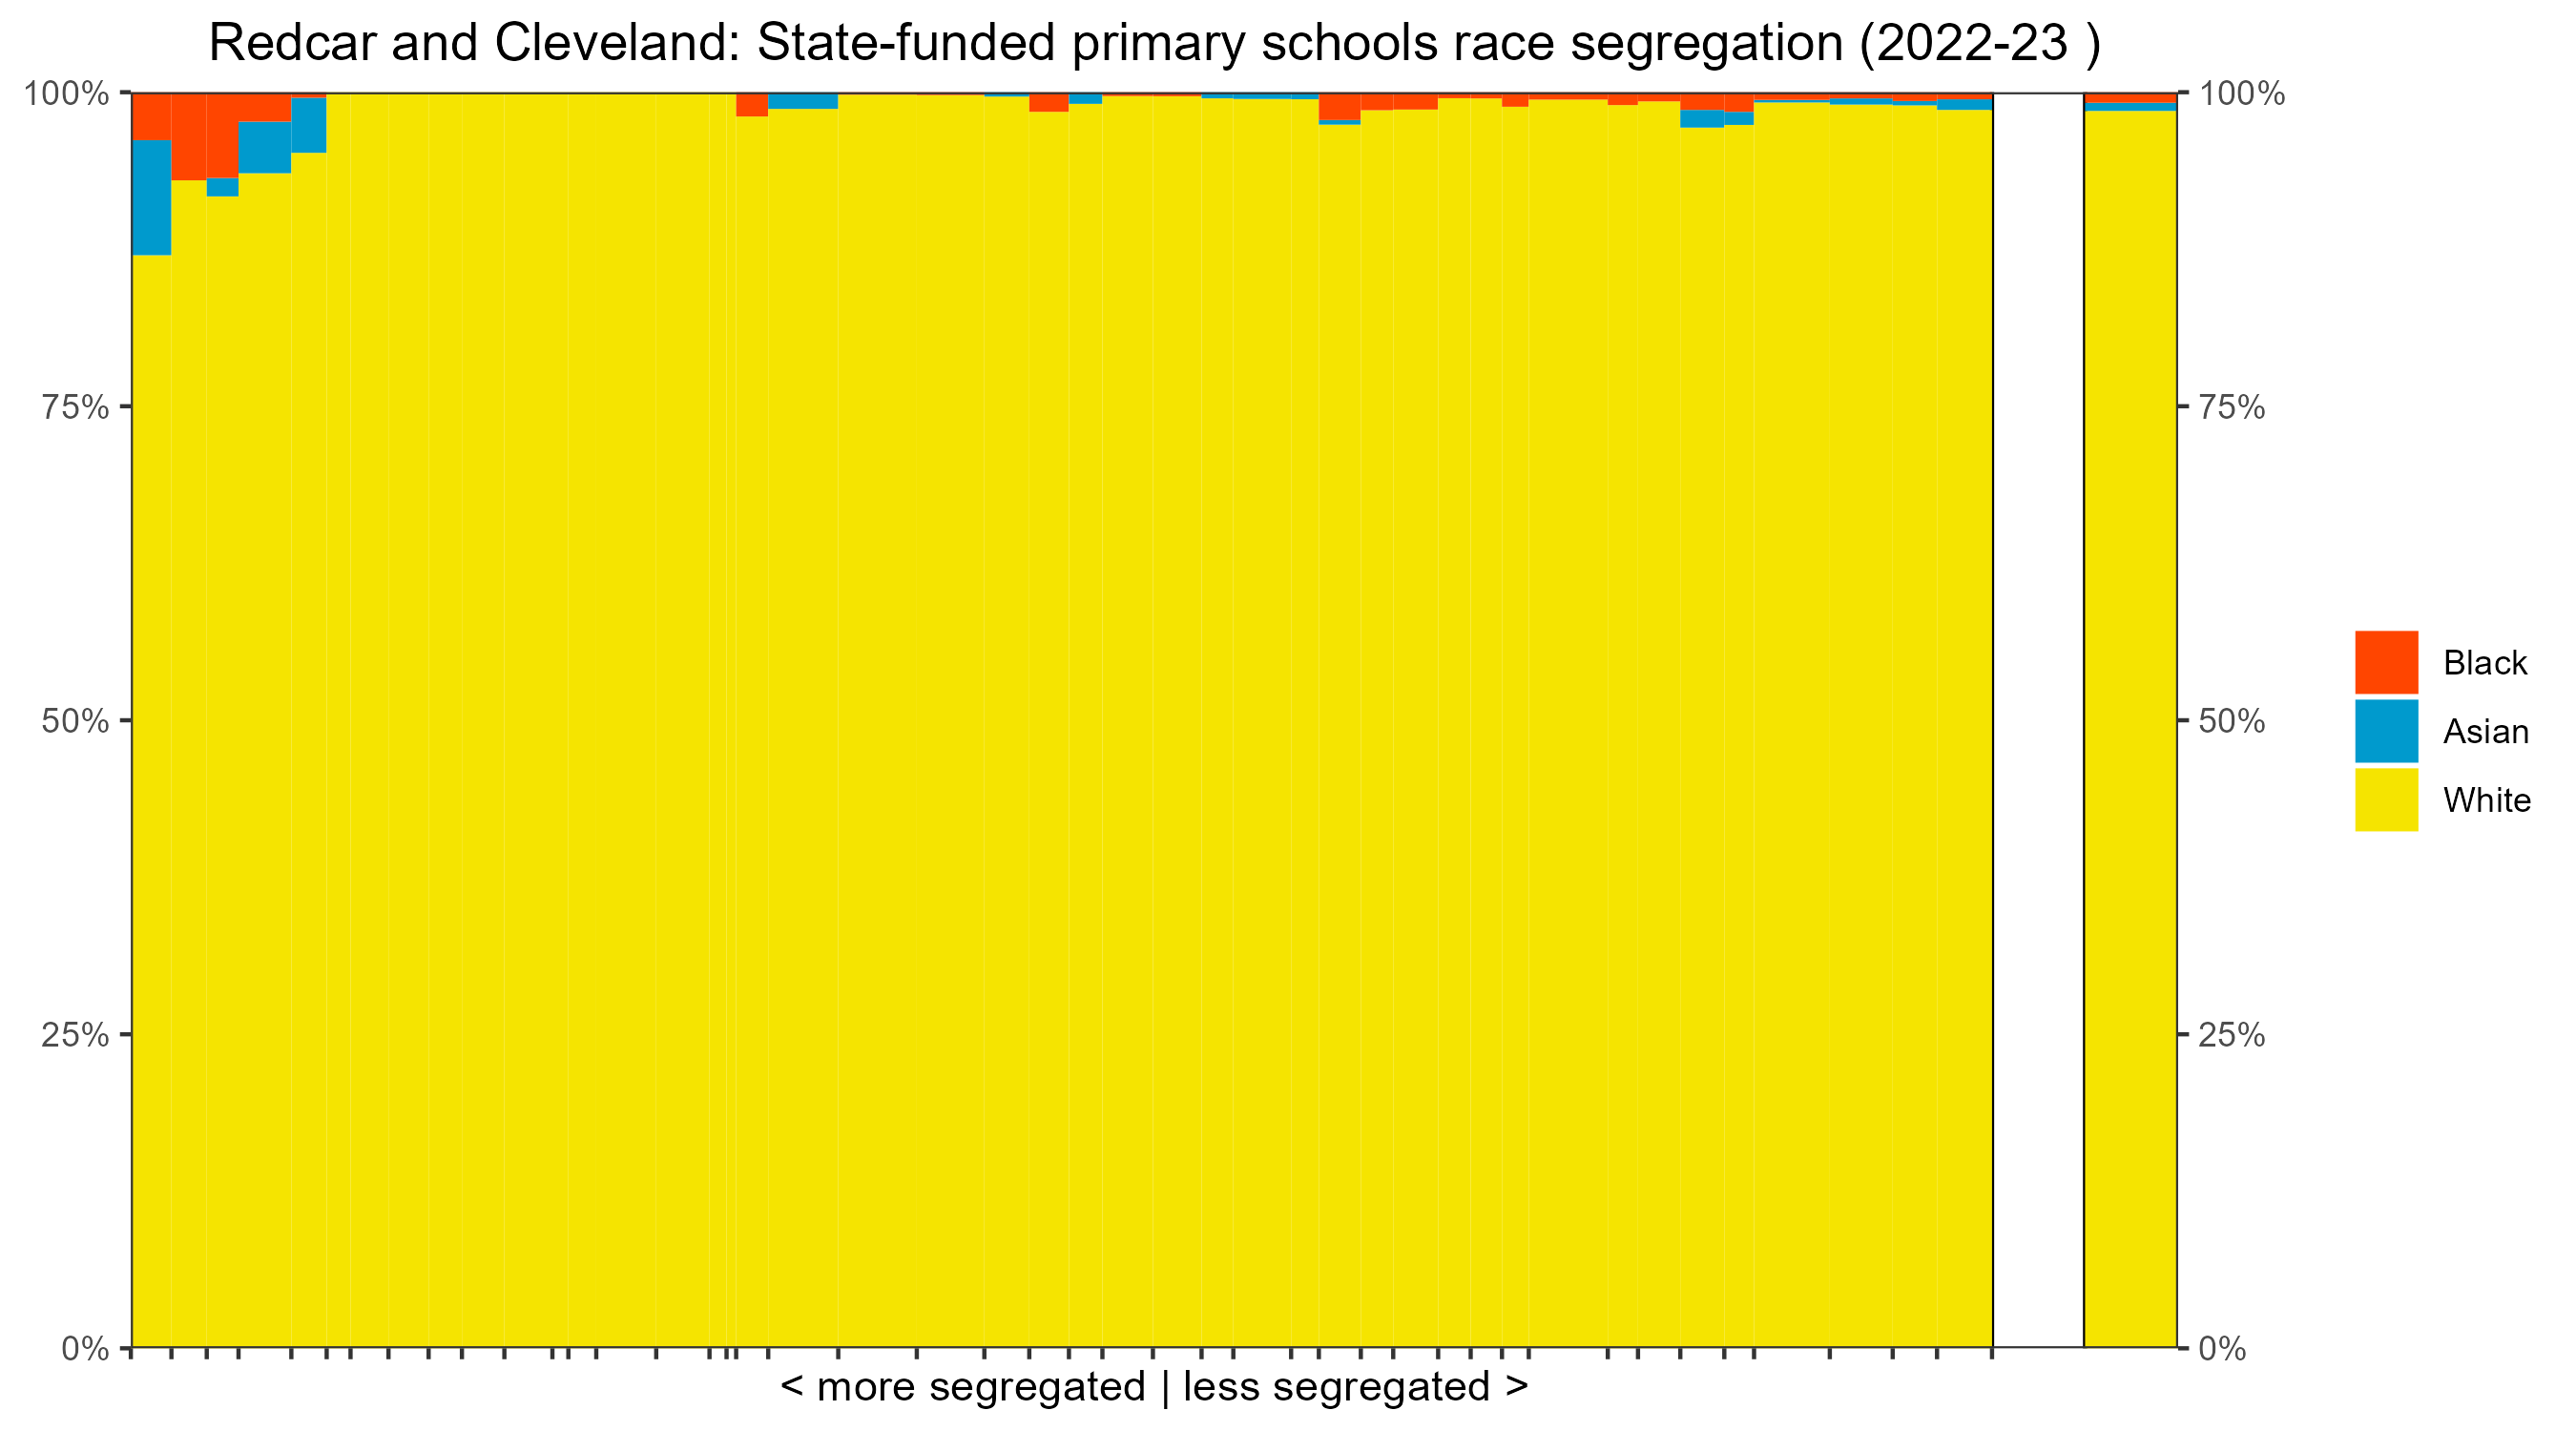 Redcar and Cleveland: State-funded primary schools race segregation (2022-23 )
100%
75%
50%
25%
0%
100%
75%
50%
25%
0%
Black
Asian
White
< more segregated | less segregated >